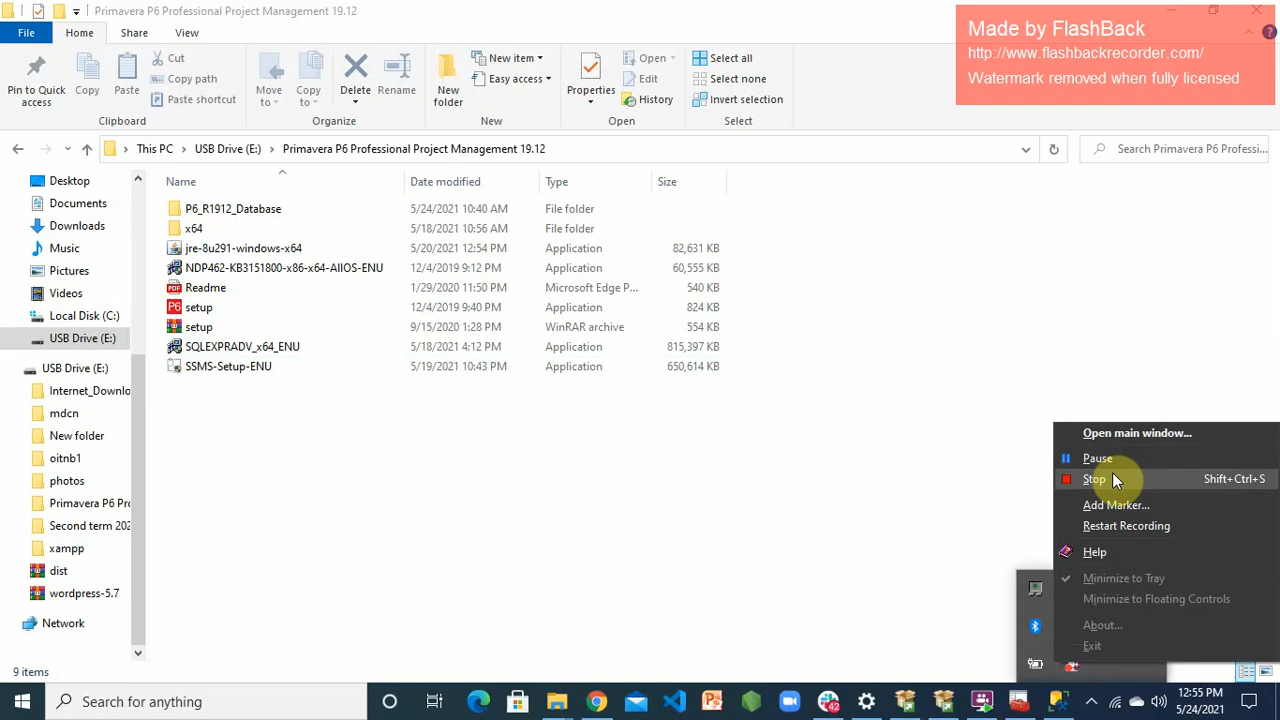 Primavera P6 Professional Project Management 19.12
Made by FlashBack
http://www.flashbackrecorder.com/
Watermark removed when fully licensed
File
Home
Share
View
Pin to Quick access
Copy
Paste
Cut
Copy path
Paste shortcut
Clipboard
Move to
Copy to
Delete
Rename
Organize
New folder
New item
Easy access
New
Properties
Open
Edit
History
Open
Select all
Select none
Invert selection
Select
This PC > USB Drive (E:) > Primavera P6 Professional Project Management 19.12
Search Primavera P6 Professi...
Desktop
Documents
Downloads
Music
Pictures
Videos
Local Disk (C:)
USB Drive (E:)
USB Drive (E:)
Internet_Downlo
mdcn
New folder
oitnb1
photos
Primavera P6 Pr
Second term 202
xampp
dist
wordpress-5.7
Network
Name Date modified Type Size
P6_R1912_Database 5/24/2021 10:40 AM File folder
x64 5/18/2021 10:56 AM File folder
jre-8u291-windows-x64 5/20/2021 12:54 PM Application 82,631 KB
NDP462-KB3151800-x86-x64-AllOS-ENU 12/4/2019 9:12 PM Application 60,555 KB
Readme 1/29/2020 11:50 PM Microsoft Edge P... 540 KB
setup 12/4/2019 9:40 PM Application 824 KB
setup 9/15/2020 1:28 PM WinRAR archive 554 KB
SQLEXPRADV_x64_ENU 5/18/2021 4:12 PM Application 815,397 KB
SSMS-Setup-ENU 5/19/2021 10:43 PM Application 650,614 KB
Open main window...
Pause
Stop Shift+Ctrl+S
Add Marker...
Restart Recording
Help
Minimize to Tray
Minimize to Floating Controls
About...
Exit
9 items
Search for anything
42
12:55 PM
5/24/2021